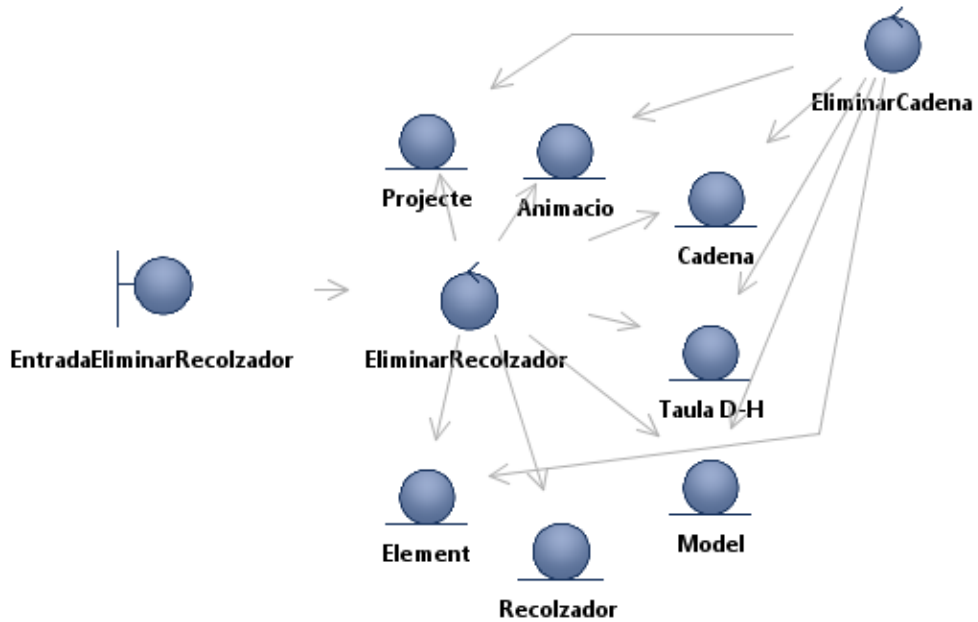 EliminarCadena
Projecte
Animacio
Cadena
EntradaEliminarRecolzador
EliminarRecolzador
Taula D-H
Element
Model
Recolzador